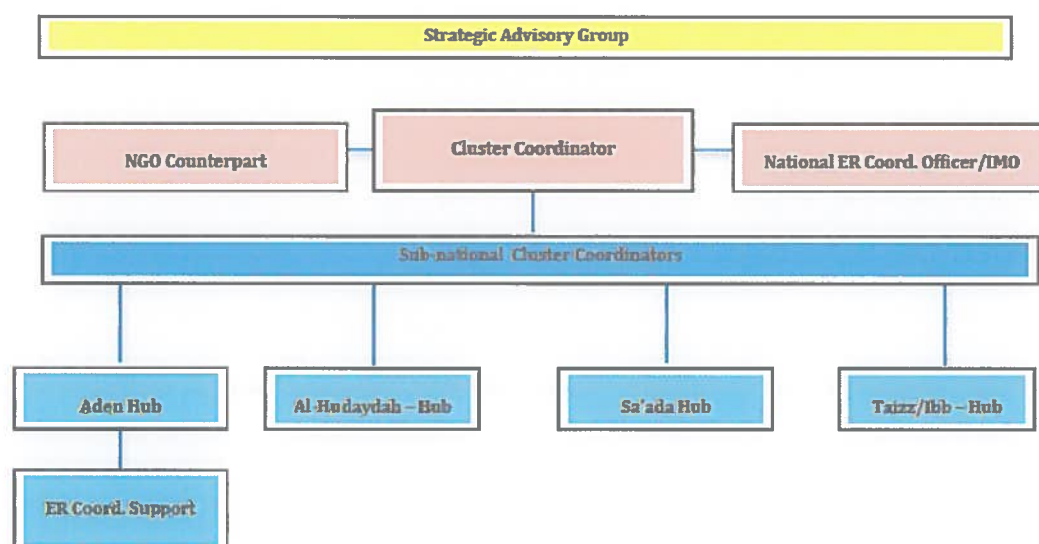 Strategic Advisory Group
NGO Counterpart
Cluster Coordinator
National ER Coord. Officer/IMO
Sub-national Cluster Coordinators
Aden Hub
Al-Hudaydah – Hub
Sa'ada Hub
Taizz/Ibb – Hub
ER Coord. Support